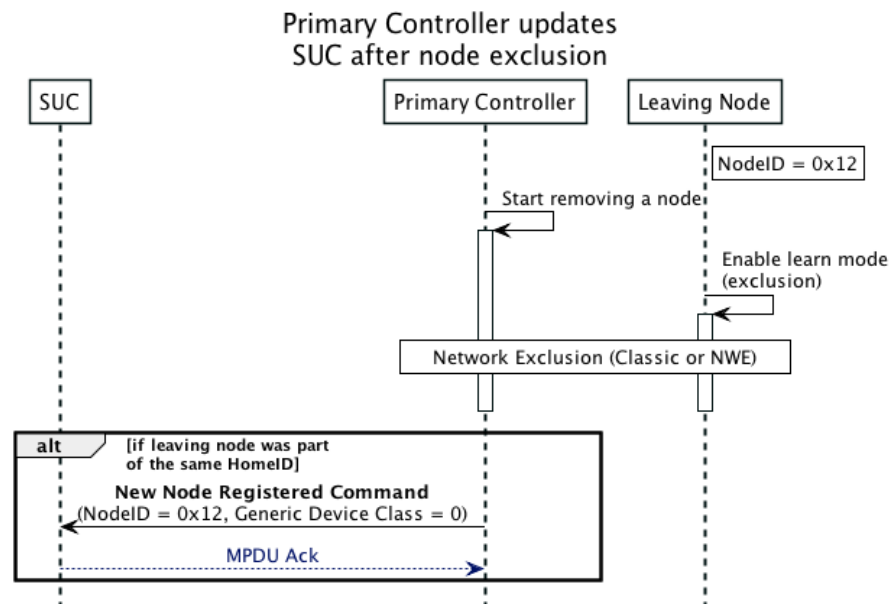 Primary Controller updates
SUC after node exclusion
SUC
Primary Controller
Leaving Node
NodeID = 0x12
Start removing a node
Enable learn mode
(exclusion)
Network Exclusion (Classic or NWE)
alt
[if leaving node was part
of the same HomeID]
New Node Registered Command
(NodeID = 0x12, Generic Device Class = 0)
MPDU Ack